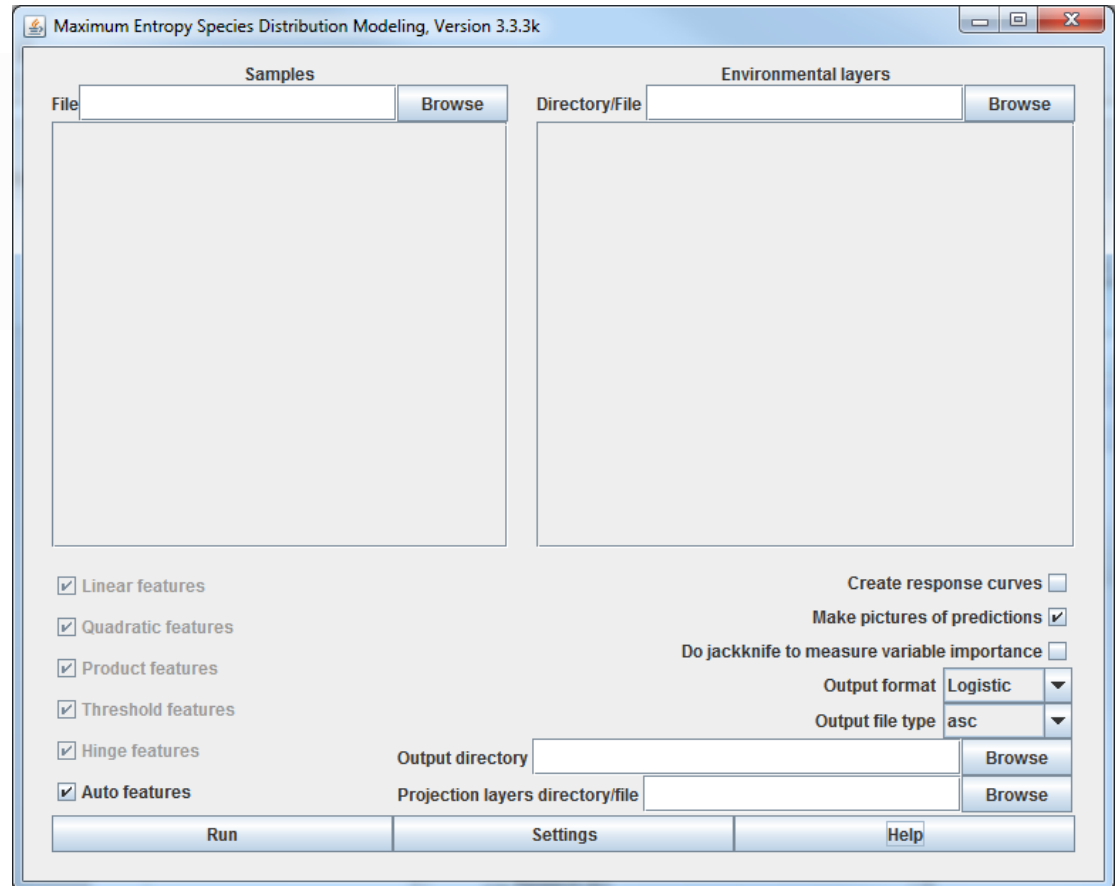 Maximum Entropy Species Distribution Modeling, Version 3.3.3k
Samples
File Browse
Environmental layers
Directory/File Browse
Linear features
Quadratic features
Product features
Threshold features
Hinge features
Auto features
Create response curves
Make pictures of predictions
Do jackknife to measure variable importance
Output format Logistic
Output file type asc
Output directory Browse
Projection layers directory/file Browse
Run Settings Help